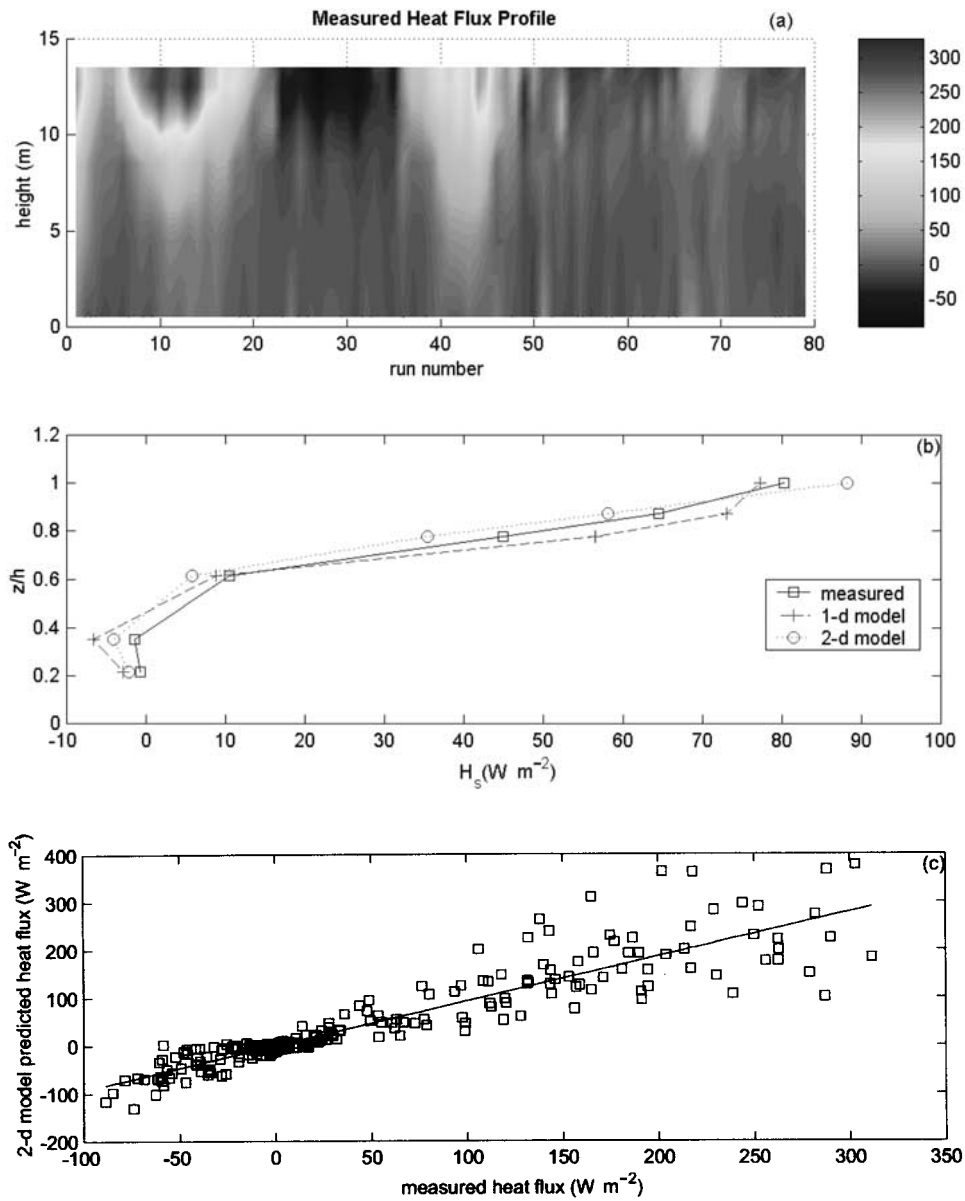 Measured Heat Flux Profile
(a)
15
10
5
0
height (m)
0 10 20 30 40 50 60 70 80
run number
300
250
200
150
100
50
0
-50
(b)
1.2
1
0.8
0.6
0.4
0.2
0
z/h
measured
1-d model
2-d model
-10 0 10 20 30 40 50 60 70 80 90 100
H_s(W m^-2)
(c)
400
300
200
100
0
-100
-200
2-d model predicted heat flux (W m^-2)
-100 -50 0 50 100 150 200 250 300 350
measured heat flux (W m^-2)